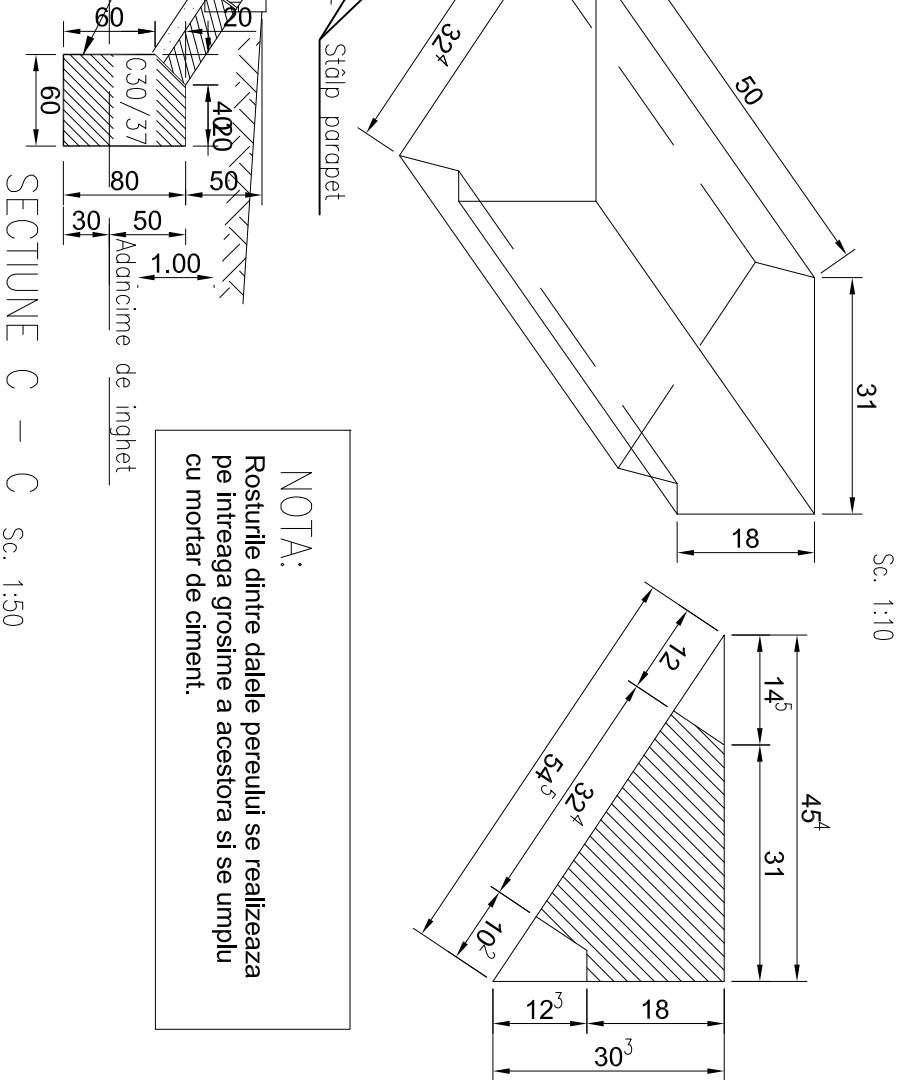 60
20
C30/37
60
40
20
80
50
30
50
1.00
Adancime de inghet
SECTIUNE C - C Sc. 1:50
Stâlp parapet
32⁴
50
31
18
Sc. 1:10
NOTA:
Rosturile dintre dalele pereului se realizeaza
pe intreaga grosime a acestora si se umplu
cu mortar de ciment.
12
14⁵
45⁴
54⁵
32⁴
31
10²
12³
18
30³